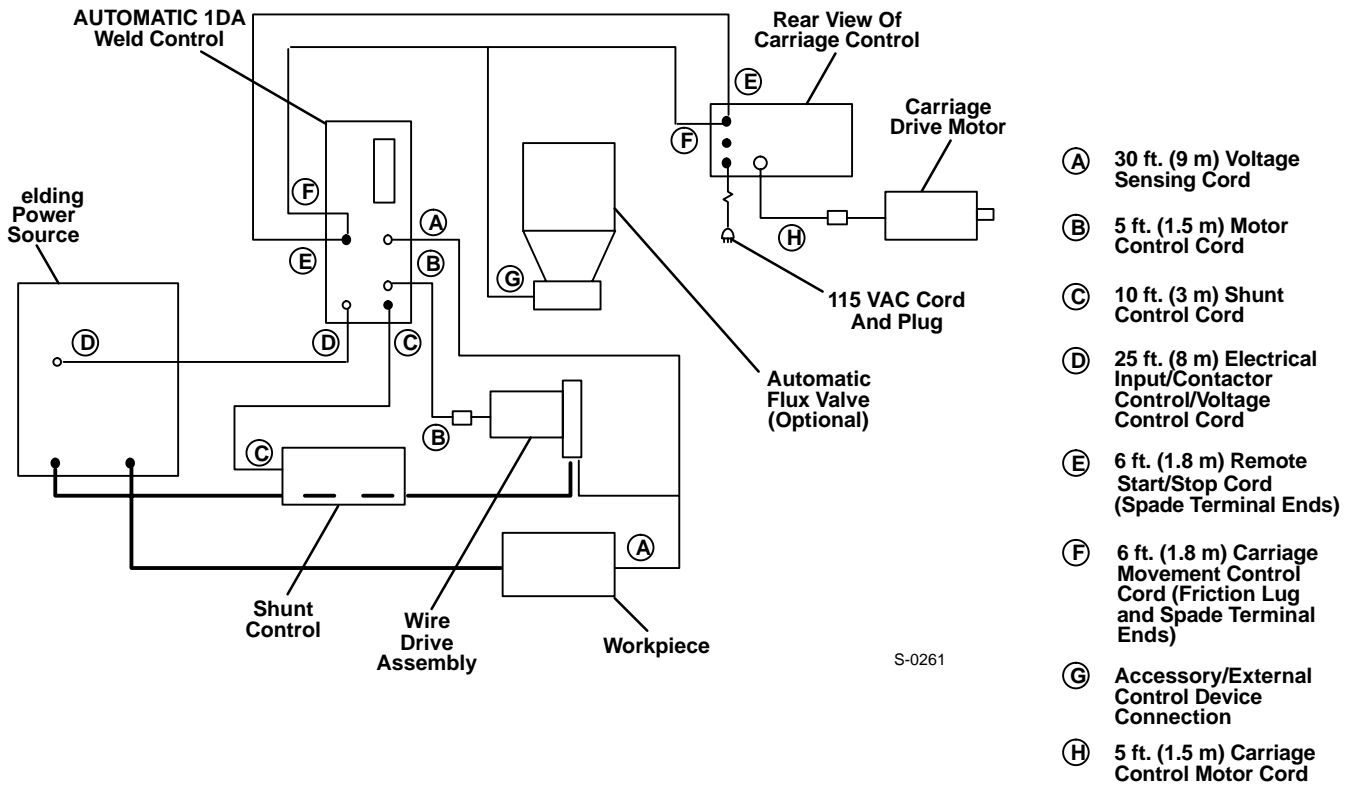 AUTOMATIC 1DA
Weld Control
Rear View Of
Carriage Control
E
Carriage
Drive Motor
F
F
A
elding
Power
Source
E
B
G
H
D
D
C
115 VAC Cord
And Plug
Automatic
Flux Valve
(Optional)
B
C
A
Shunt
Control
Wire
Drive
Assembly
Workpiece
S-0261
A 30 ft. (9 m) Voltage
Sensing Cord
B 5 ft. (1.5 m) Motor
Control Cord
C 10 ft. (3 m) Shunt
Control Cord
D 25 ft. (8 m) Electrical
Input/Contactor
Control/Voltage
Control Cord
E 6 ft. (1.8 m) Remote
Start/Stop Cord
(Spade Terminal Ends)
F 6 ft. (1.8 m) Carriage
Movement Control
Cord (Friction Lug
and Spade Terminal
Ends)
G Accessory/External
Control Device
Connection
H 5 ft. (1.5 m) Carriage
Control Motor Cord